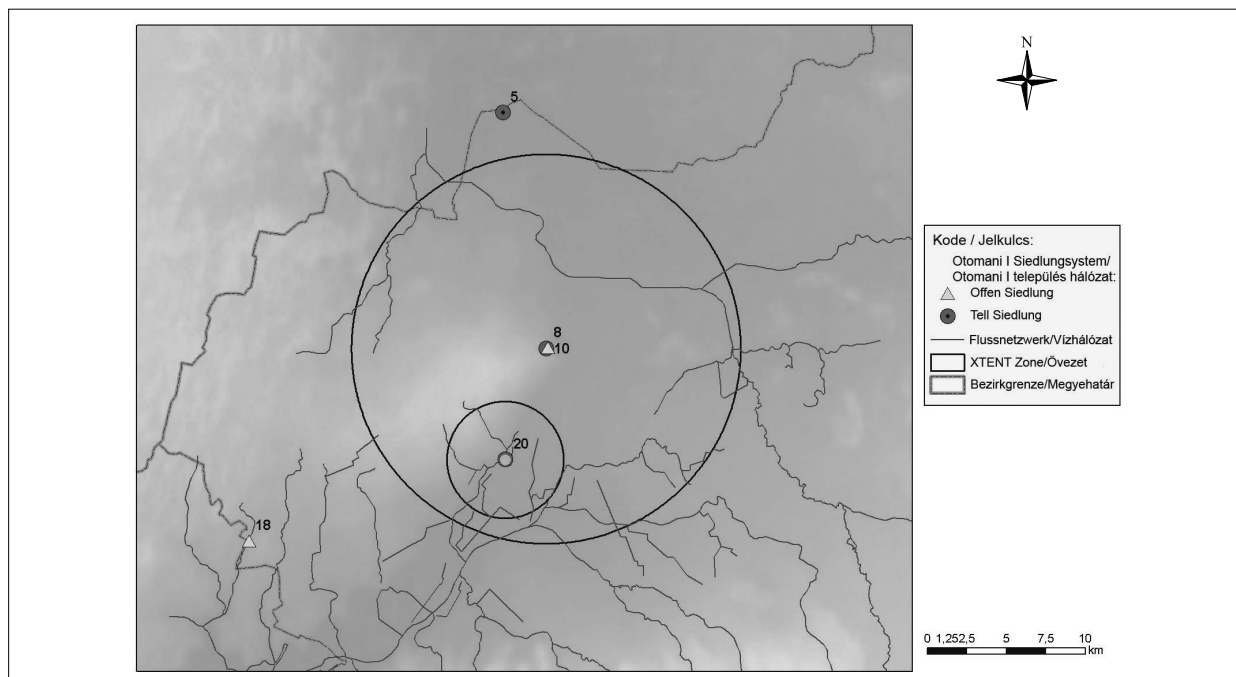 N
5
8
10
20
18
Kode / Jelkulcs:
Otomani I Siedlungsystem/
Otomani I település hálózat:
Offen Siedlung
Tell Siedlung
Flussnetzwerk/Vízhálózat
XTENT Zone/Övezet
Bezirkgrenze/Megyehatár
0 1,252,5 5 7,5 10
km